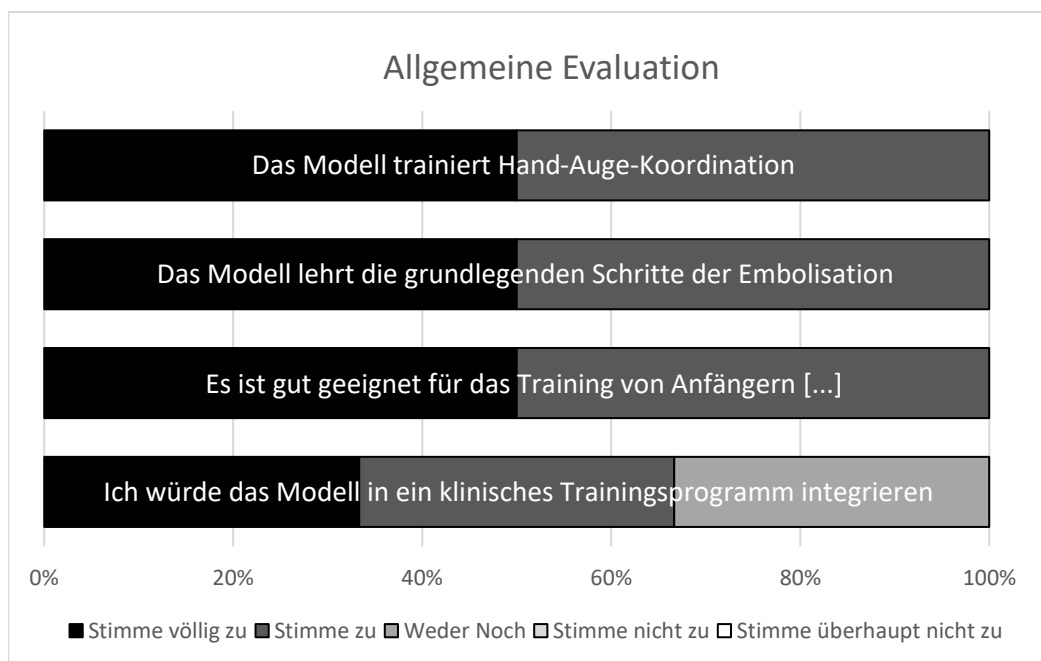 Allgemeine Evaluation
Das Modell trainiert Hand-Auge-Koordination
Das Modell lehrt die grundlegenden Schritte der Embolisation
Es ist gut geeignet für das Training von Anfängern [...]
Ich würde das Modell in ein klinisches Trainingsprogramm integrieren
0% 20% 40% 60% 80% 100%
Stimme völlig zu Stimme zu Weder Noch Stimme nicht zu Stimme überhaupt nicht zu